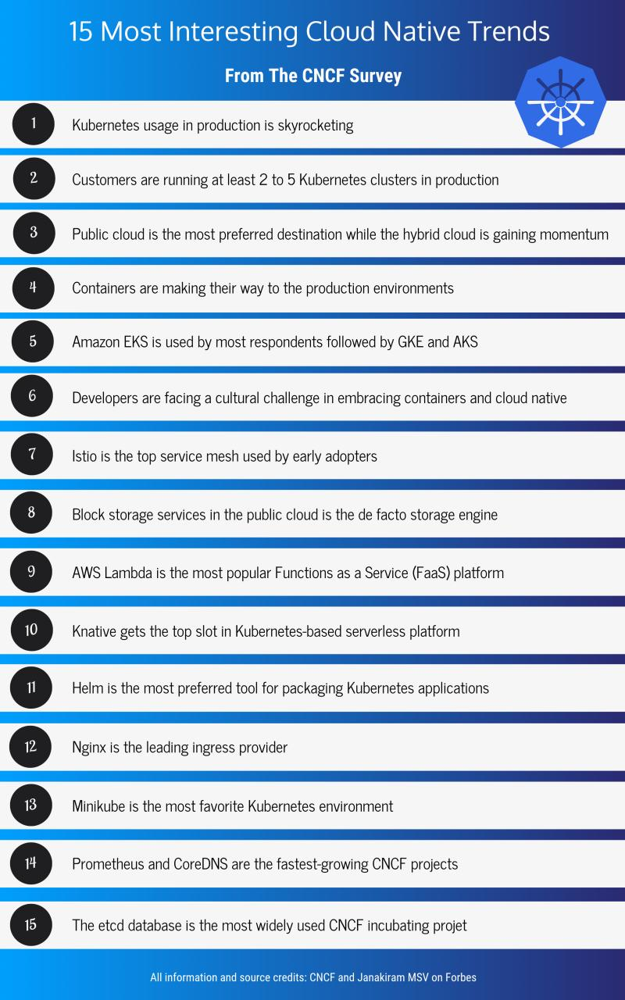 15 Most Interesting Cloud Native Trends
From The CNCF Survey
1 Kubernetes usage in production is skyrocketing
2 Customers are running at least 2 to 5 Kubernetes clusters in production
3 Public cloud is the most preferred destination while the hybrid cloud is gaining momentum
4 Containers are making their way to the production environments
5 Amazon EKS is used by most respondents followed by GKE and AKS
6 Developers are facing a cultural challenge in embracing containers and cloud native
7 Istio is the top service mesh used by early adopters
8 Block storage services in the public cloud is the de facto storage engine
9 AWS Lambda is the most popular Functions as a Service (FaaS) platform
10 Knative gets the top slot in Kubernetes-based serverless platform
11 Helm is the most preferred tool for packaging Kubernetes applications
12 Nginx is the leading ingress provider
13 Minikube is the most favorite Kubernetes environment
14 Prometheus and CoreDNS are the fastest-growing CNCF projects
15 The etcd database is the most widely used CNCF incubating projet
All information and source credits: CNCF and Janakiram MSV on Forbes